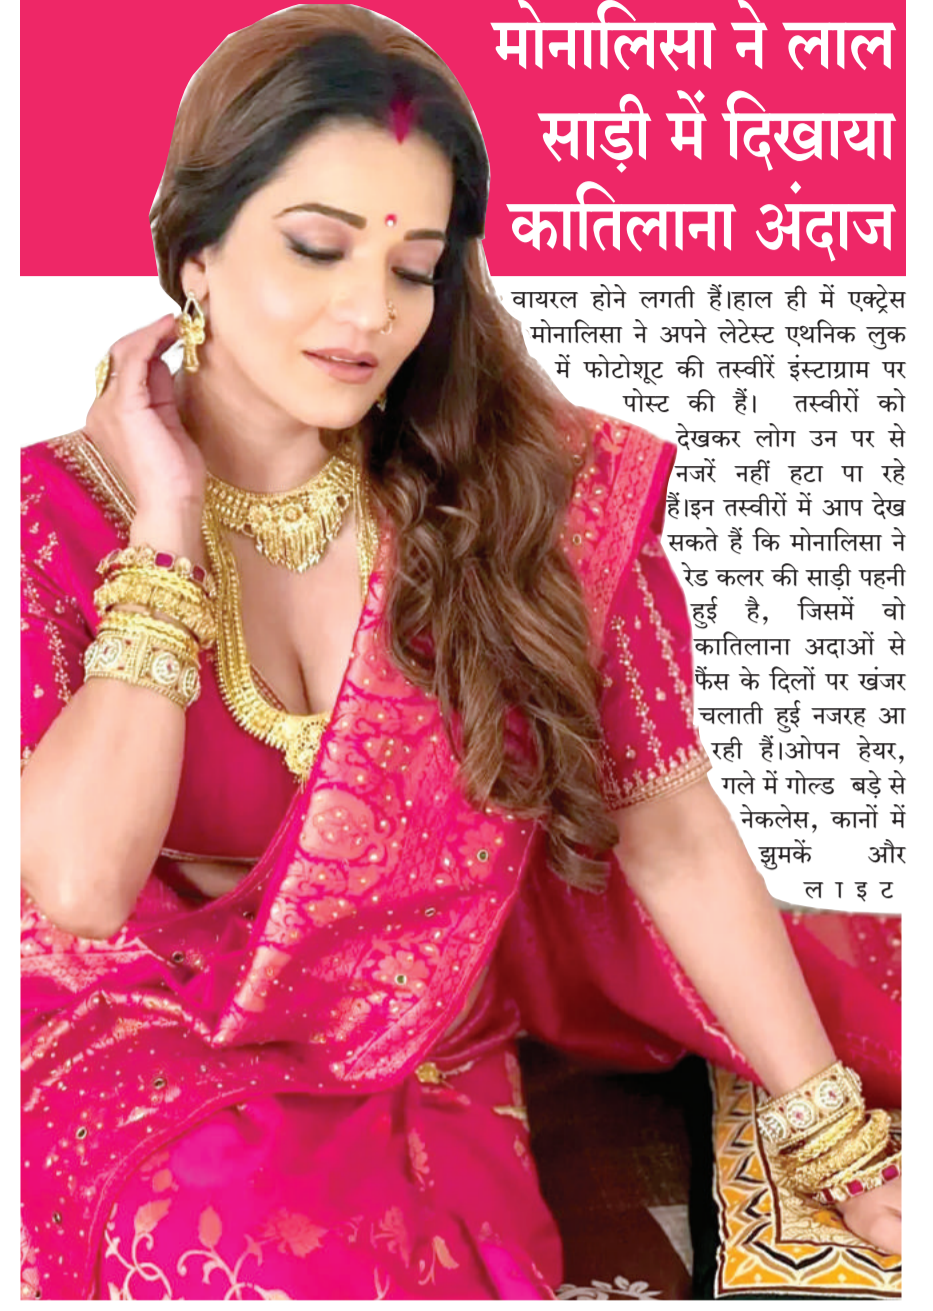 मोनालिसा ने लाल
साड़ी में दिखाया
कातिलाना अंदाज
वायरल होने लगती हैं।हाल ही में एक्ट्रेस
मोनालिसा ने अपने लेटेस्ट एथनिक लुक
में फोटोशूट की तस्वीरें इंस्टाग्राम पर
पोस्ट की हैं। तस्वीरों को
देखकर लोग उन पर से
नजरें नहीं हटा पा रहे
हैं।इन तस्वीरों में आप देख
सकते हैं कि मोनालिसा ने
रेड कलर की साड़ी पहनी
हुई है, जिसमें वो
कातिलाना अदाओं से
फैंस के दिलों पर खंजर
चलाती हुई नजरह आ
रही हैं।ओपन हेयर,
गले में गोल्ड बड़े से
नेकलेस, कानों में
झुमकें और
लाइट